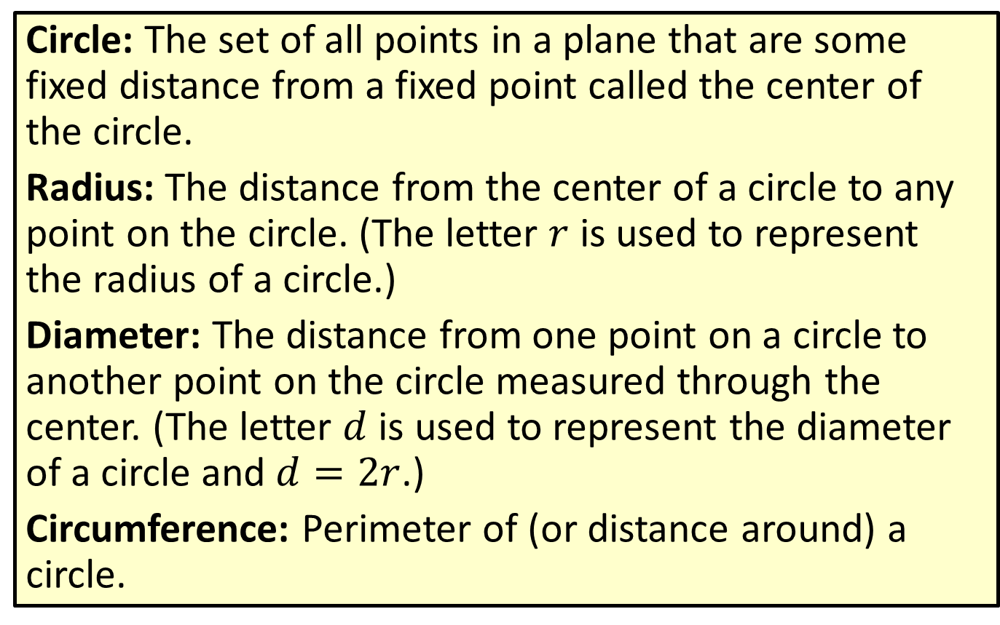 Circle: The set of all points in a plane that are some
fixed distance from a fixed point called the center of
the circle.
Radius: The distance from the center of a circle to any
point on the circle. (The letter r is used to represent
the radius of a circle.)
Diameter: The distance from one point on a circle to
another point on the circle measured through the
center. (The letter d is used to represent the diameter
of a circle and d = 2r.)
Circumference: Perimeter of (or distance around) a
circle.